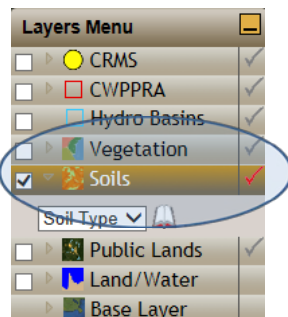 Layers Menu
CRMS
CWPPRA
Hydro Basins
Vegetation
Soils
Soil Type
Public Lands
Land/Water
Base Layer